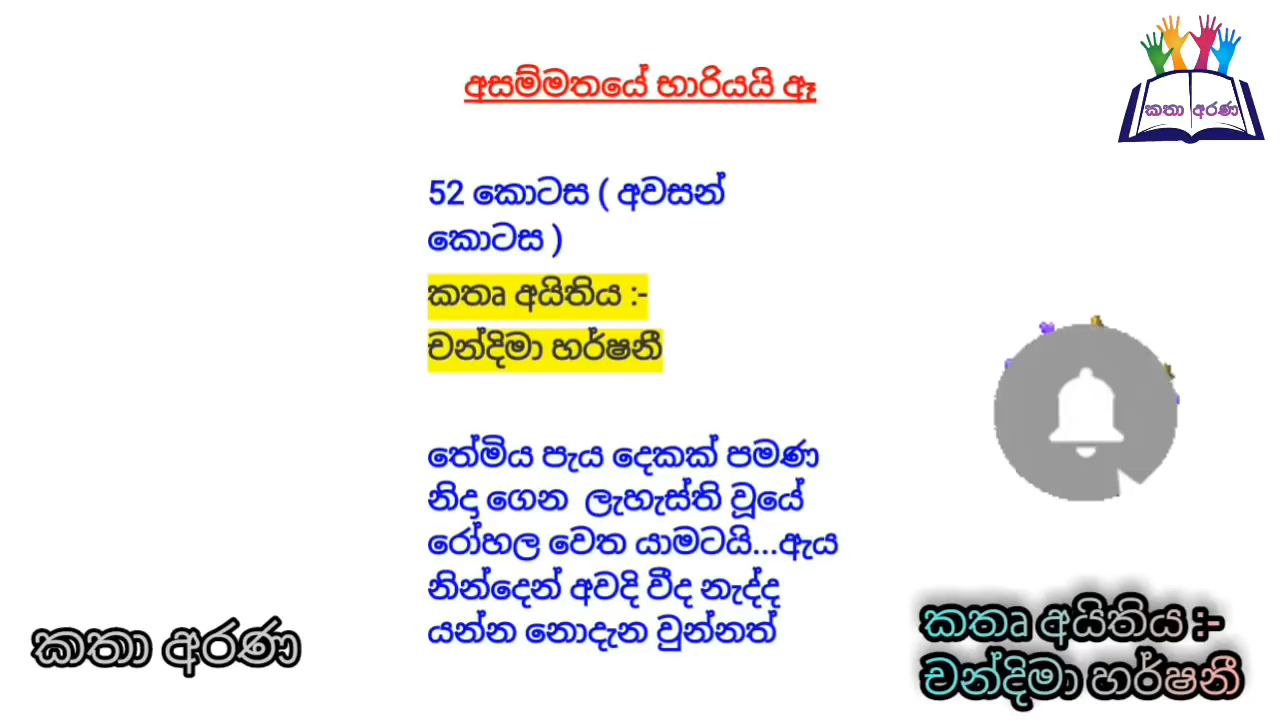 අසම්මතයේ භාරියයි ඈ
කතා අරණ
52 කොටස ( අවසන්
කොටස )
කතෘ අයිතිය :-
චන්දිමා හර්ෂනී
තේමිය පැය දෙකක් පමණ
නිදා ගෙන ලැහැස්ති වූයේ
රෝහල වෙත යාමටයි...ඇය
නින්දෙන් අවදි වීද නැද්ද
යන්න නොදැන වුන්නත්
කතා අරණ
කතෘ අයිතිය :-
චන්දිමා හර්ෂනී